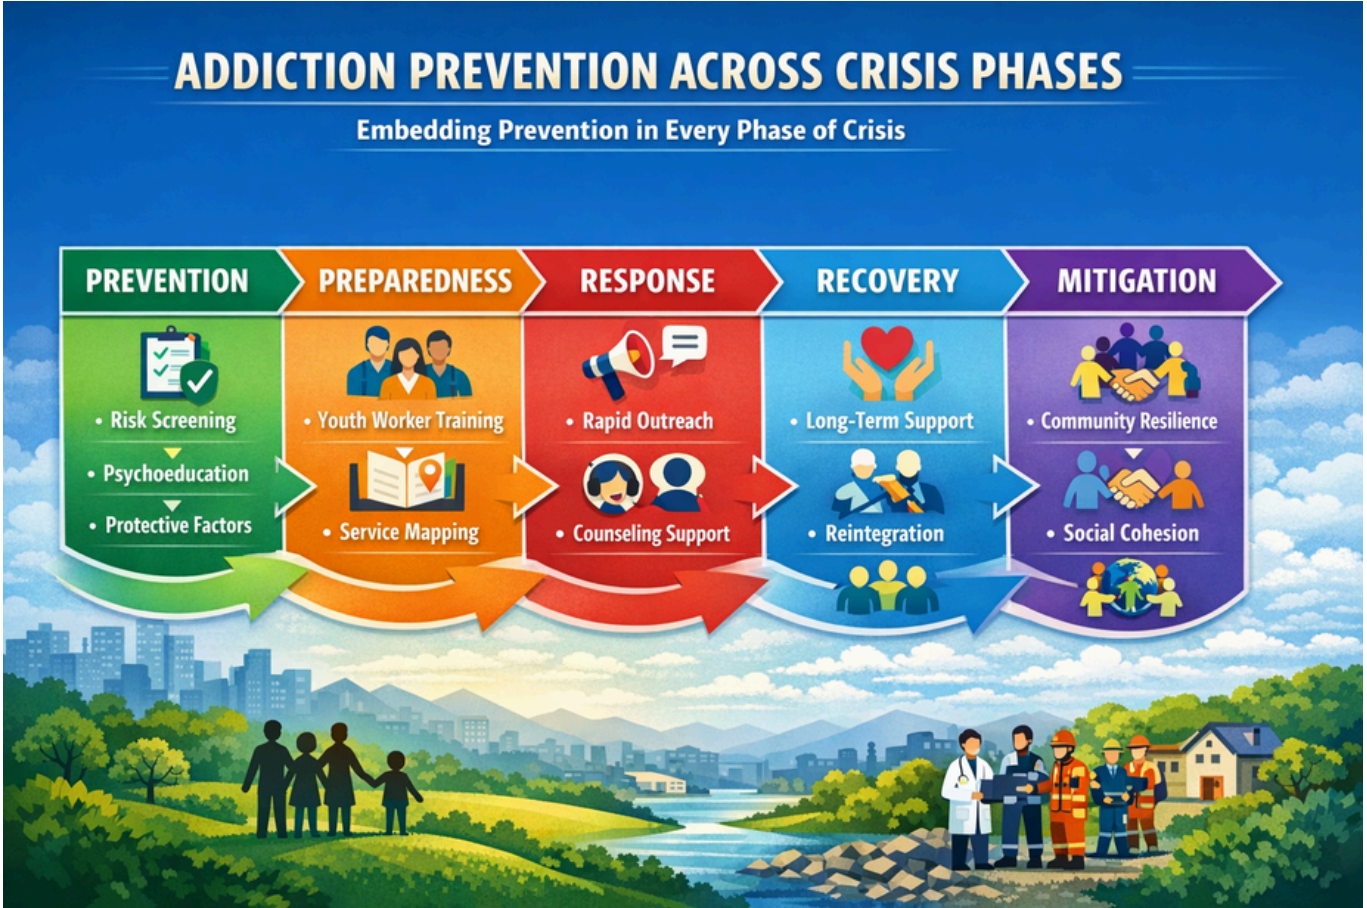 ADDICTION PREVENTION ACROSS CRISIS PHASES
Embedding Prevention in Every Phase of Crisis
PREVENTION
• Risk Screening
• Psychoeducation
• Protective Factors
PREPAREDNESS
• Youth Worker Training
• Service Mapping
RESPONSE
• Rapid Outreach
• Counseling Support
RECOVERY
• Long-Term Support
• Reintegration
MITIGATION
• Community Resilience
• Social Cohesion